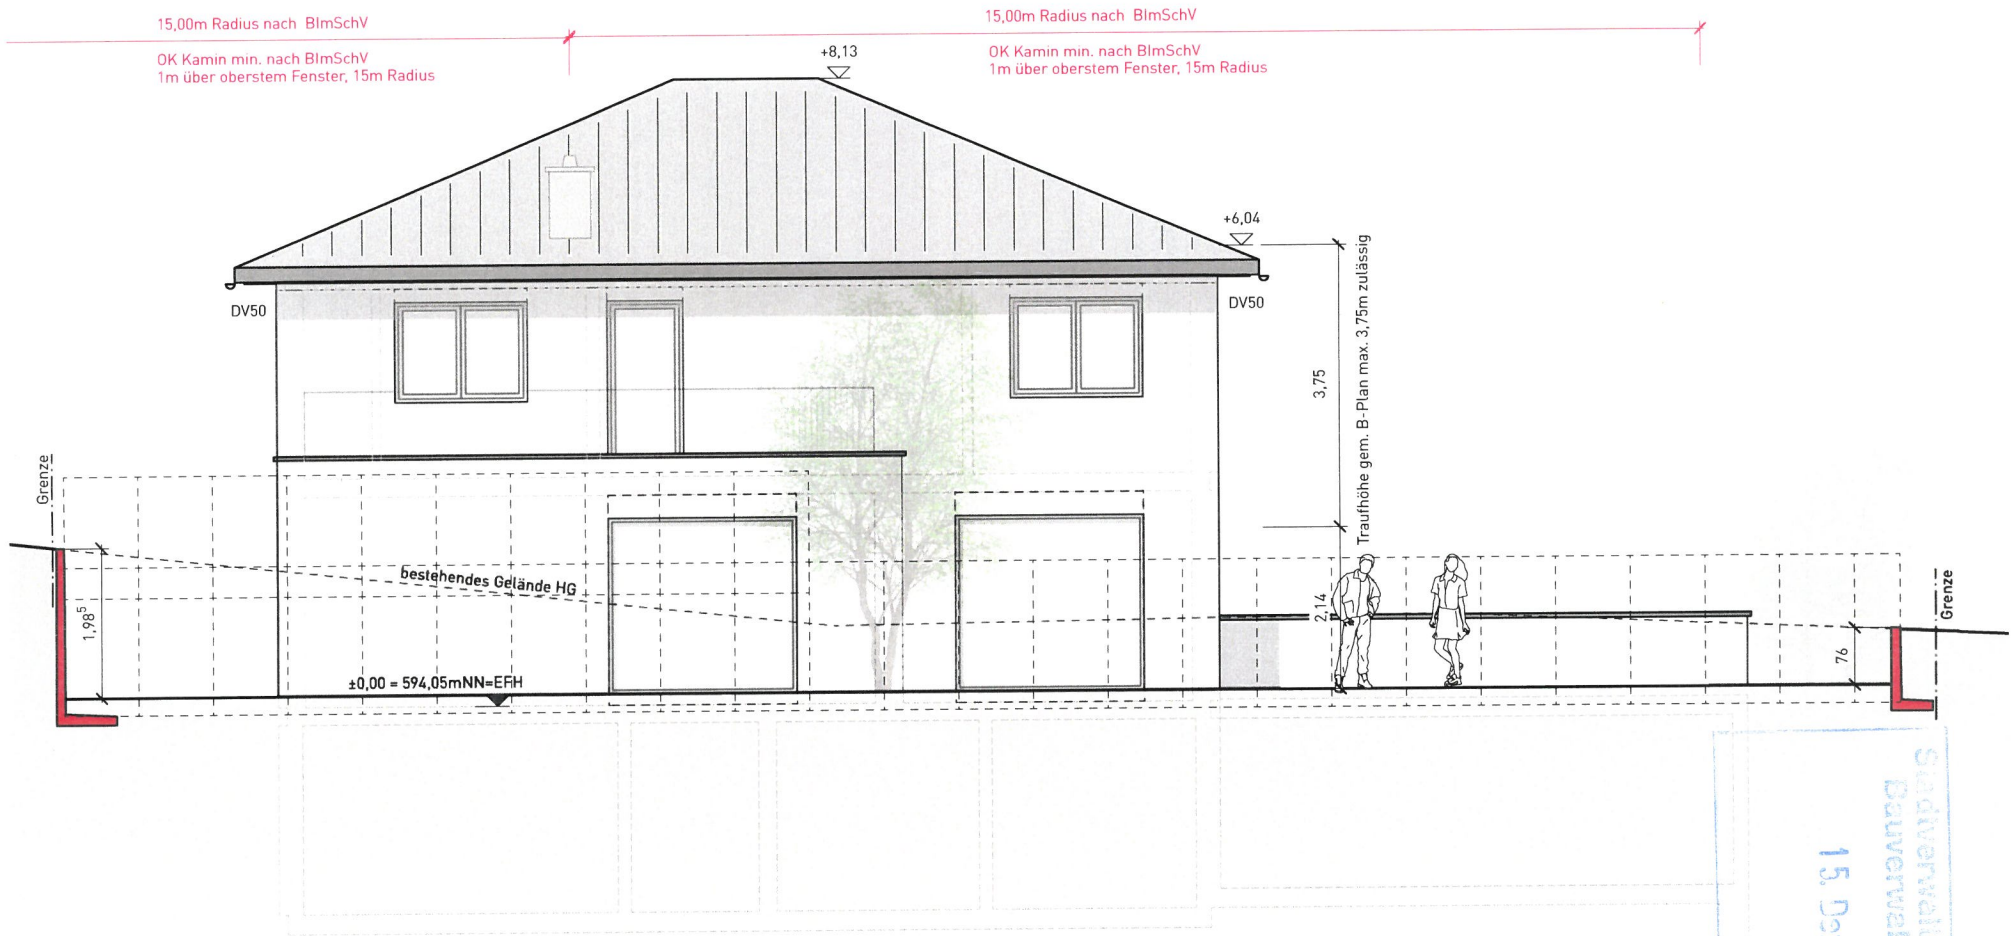 15,00m Radius nach BImSchV
15,00m Radius nach BImSchV
OK Kamin min. nach BImSchV
1m über oberstem Fenster, 15m Radius
OK Kamin min. nach BImSchV
1m über oberstem Fenster, 15m Radius
+8,13
+6,04
DV50
DV50
Traufhöhe gem. B-Plan max. 3,75m zulässig
3,75
Grenze
bestehendes Gelände HG
1,98⁵
2,14
Grenze
76
±0,00 = 594,05mNN=EFH
15. De